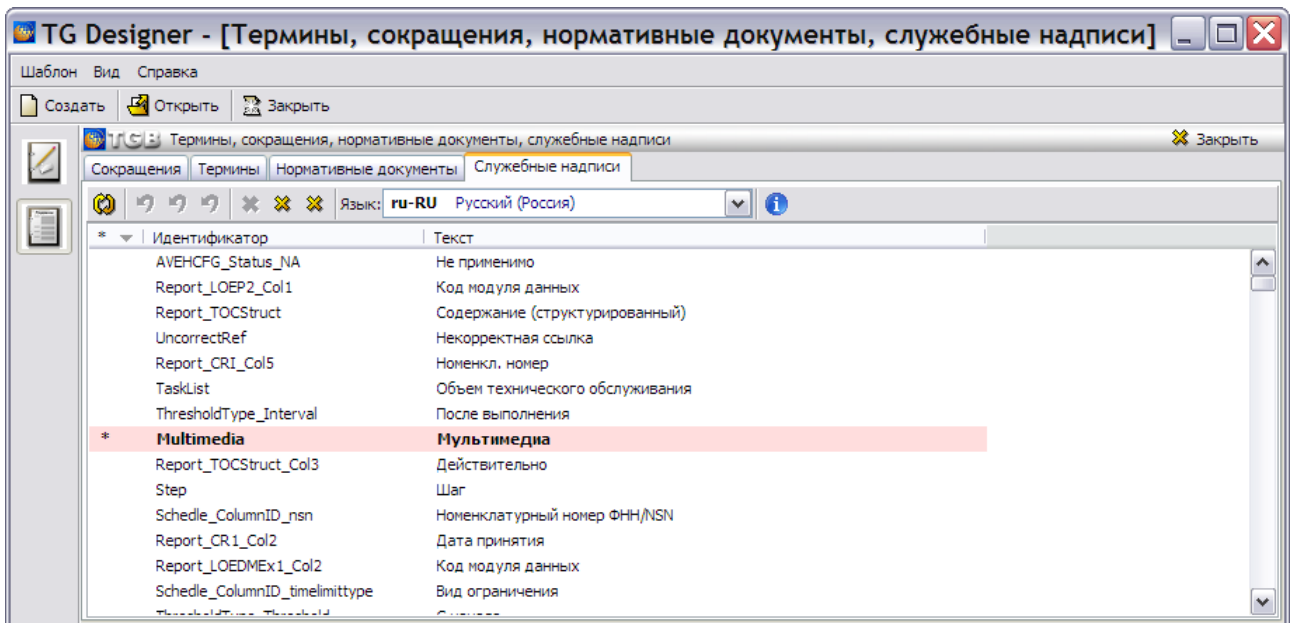 TG Designer - [Термины, сокращения, нормативные документы, служебные надписи]
Шаблон Вид Справка
Создать Открыть Закрыть
TGB Термины, сокращения, нормативные документы, служебные надписи Закрыть
Сокращения Термины Нормативные документы Служебные надписи
Язык: ru-RU Русский (Россия)
* Идентификатор Текст
AVEHCFG_Status_NA Не применимо
Report_LOEP2_Col1 Код модуля данных
Report_TOCStruct Содержание (структурированный)
UncorrectRef Некорректная ссылка
Report_CRI_Col5 Номенкл. номер
TaskList Объем технического обслуживания
ThresholdType_Interval После выполнения
* Multimedia Мультимедиа
Report_TOCStruct_Col3 Действительно
Step Шаг
Schedle_ColumnID_nsn Номенклатурный номер ФНН/NSN
Report_CR1_Col2 Дата принятия
Report_LOEDMEx1_Col2 Код модуля данных
Schedle_ColumnID_timelimittype Вид ограничения
ThresholdType_Threshold